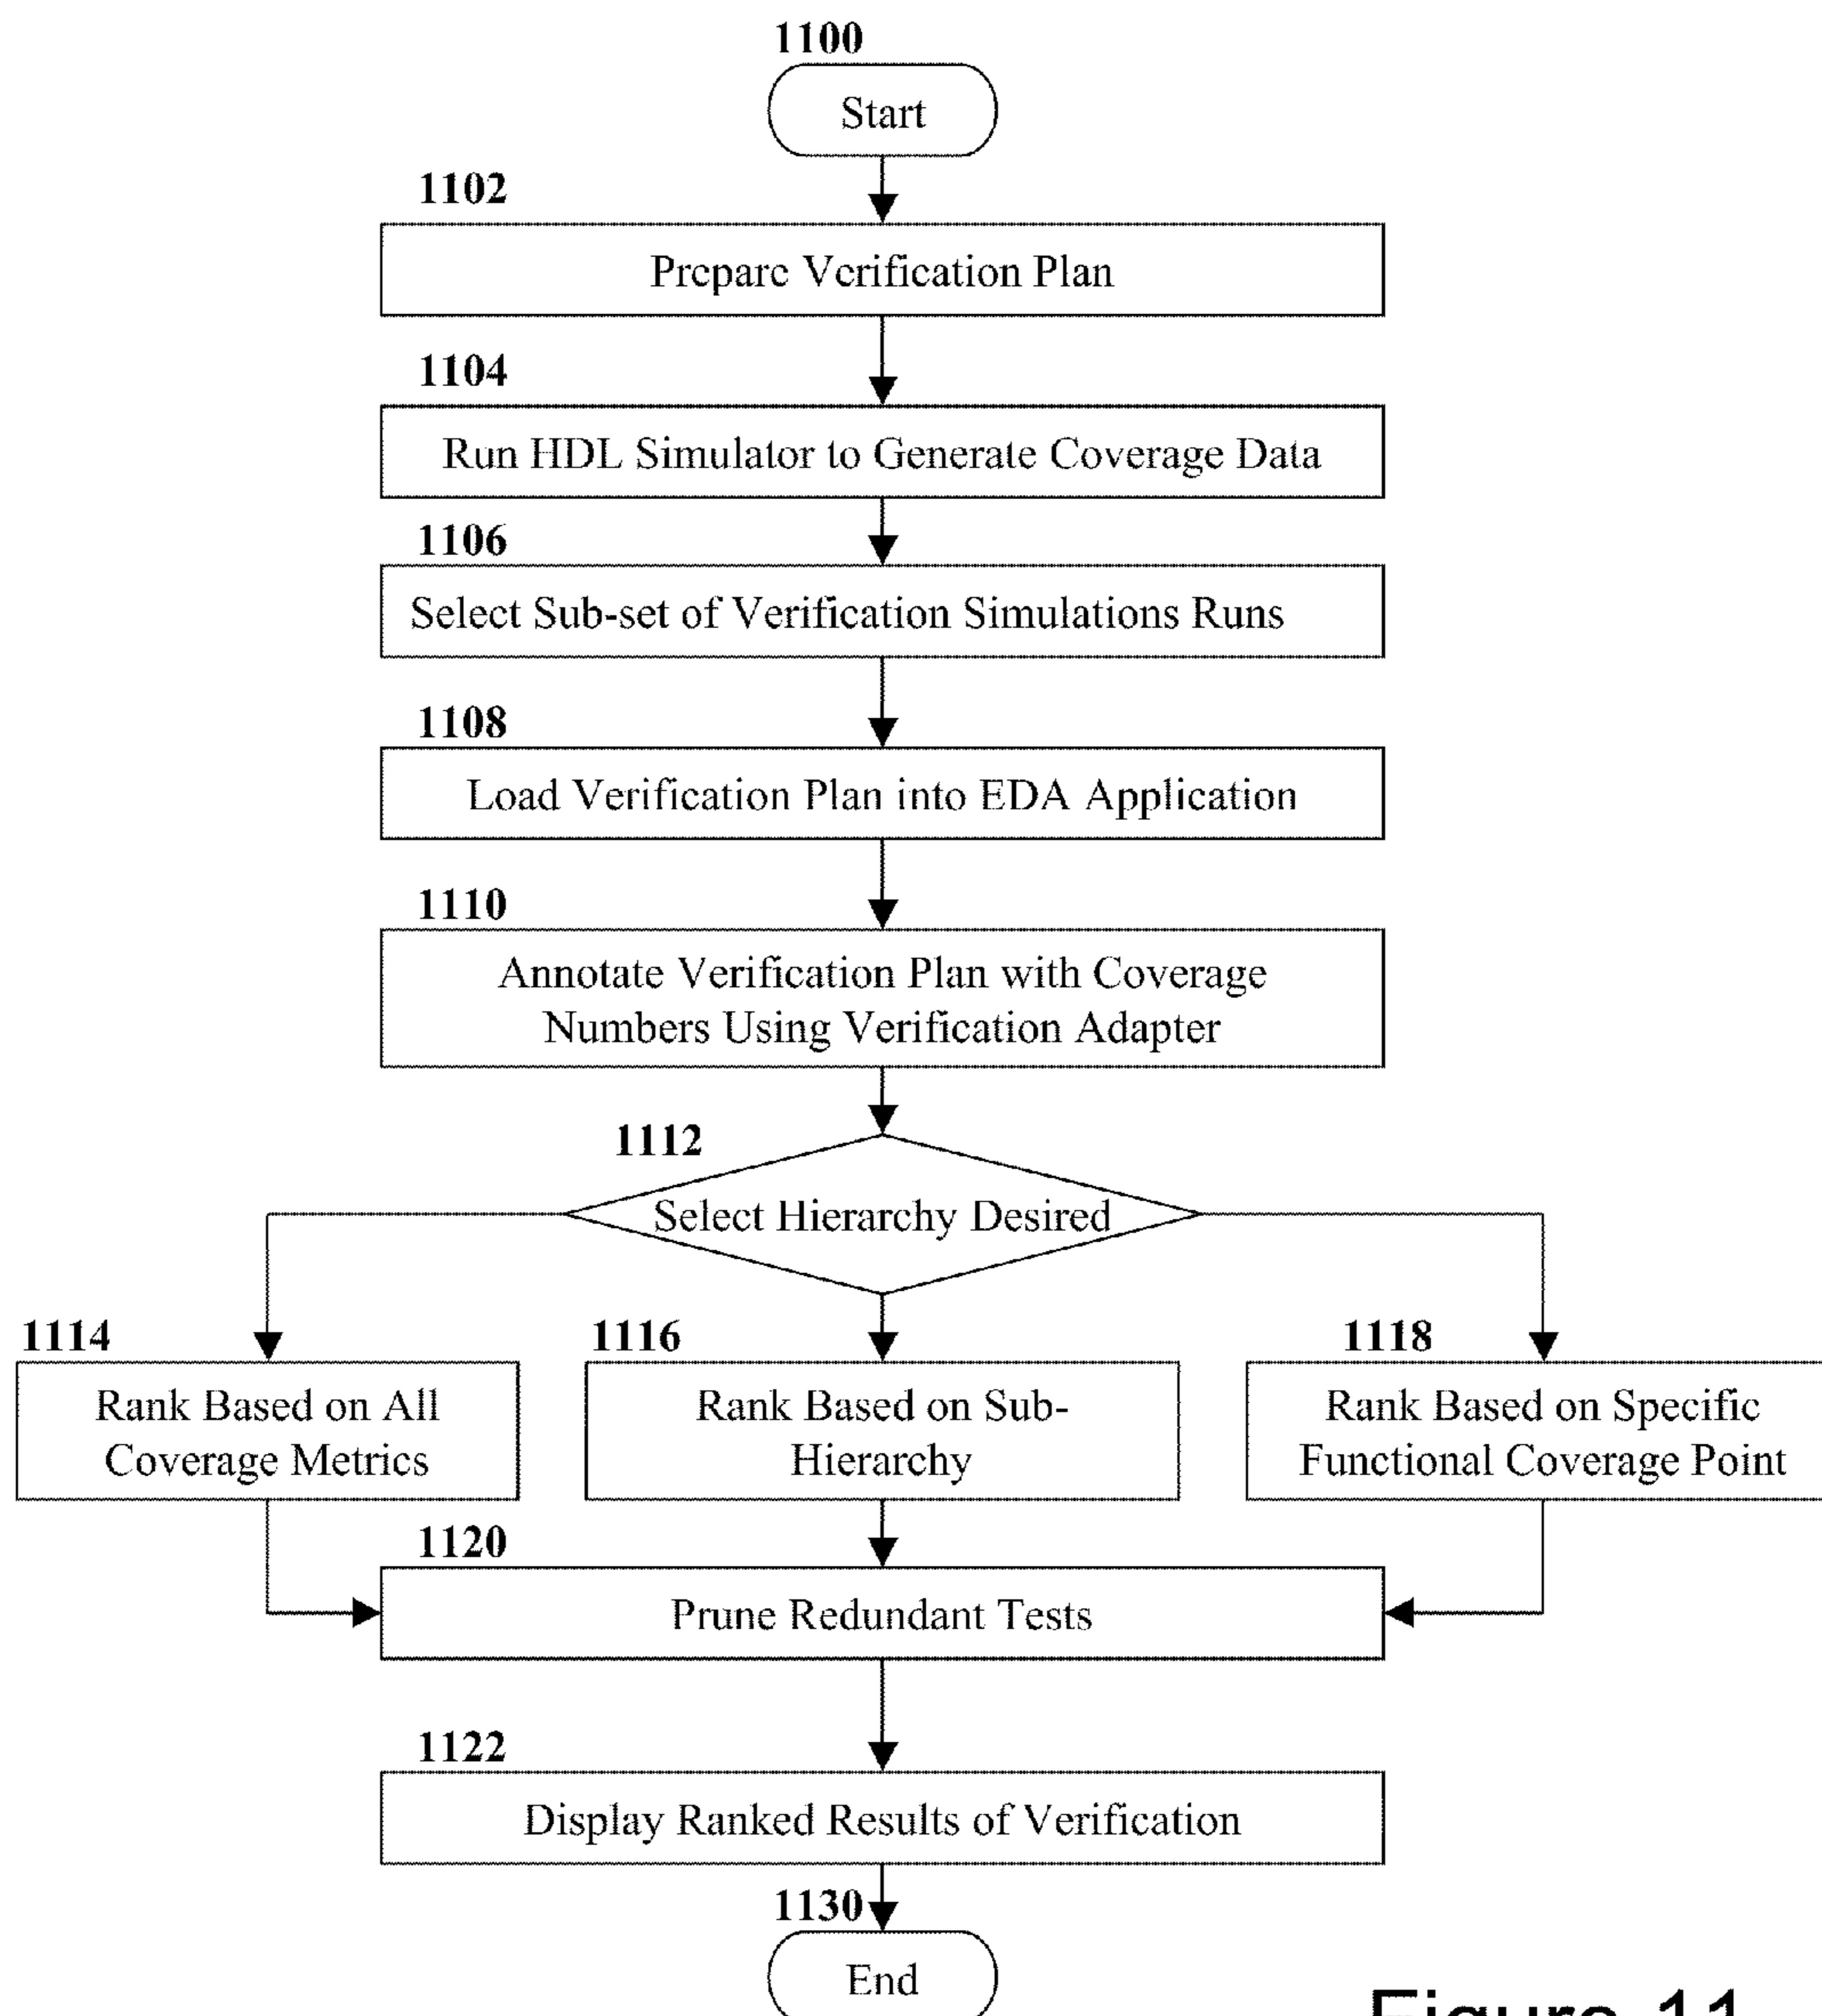 1100
Start
1102
Prepare Verification Plan
1104
Run HDL Simulator to Generate Coverage Data
1106
Select Sub-set of Verification Simulations Runs
1108
Load Verification Plan into EDA Application
1110
Annotate Verification Plan with Coverage
Numbers Using Verification Adapter
1112
Select Hierarchy Desired
1114
Rank Based on All
Coverage Metrics
1116
Rank Based on Sub-
Hierarchy
1118
Rank Based on Specific
Functional Coverage Point
1120
Prune Redundant Tests
1122
Display Ranked Results of Verification
1130
End
Figure 11